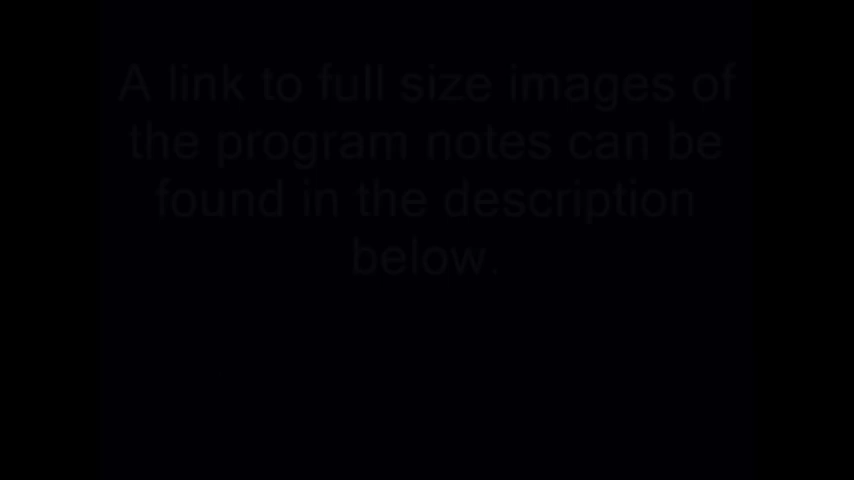 A link to full size images of
the program notes can be
found in the description
below.